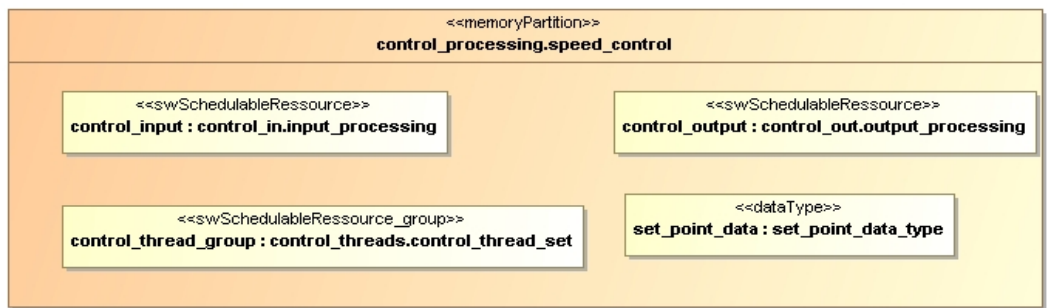 <<memoryPartition>>
control_processing.speed_control
<<swSchedulableRessource>>
control_input : control_in.input_processing
<<swSchedulableRessource>>
control_output : control_out.output_processing
<<swSchedulableRessource_group>>
control_thread_group : control_threads.control_thread_set
<<dataType>>
set_point_data : set_point_data_type